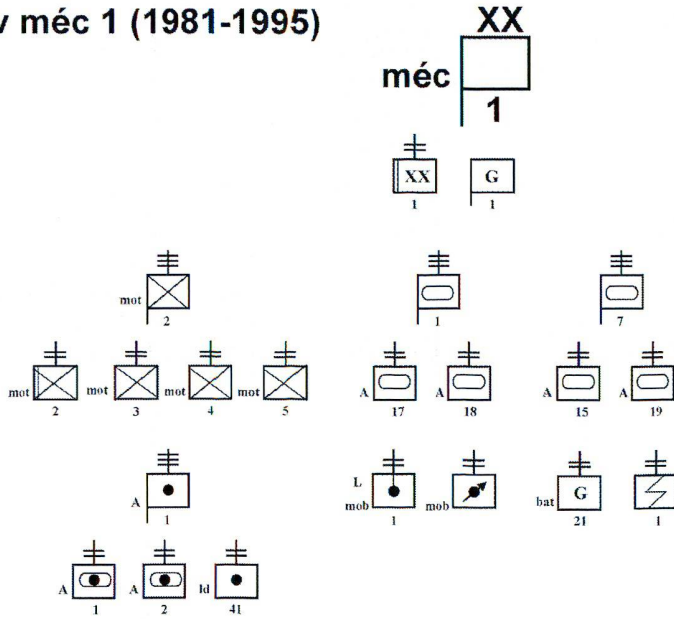 v méc 1 (1981-1995)
XX
méc
1
XX G
1 1
mot
2 1 7
mot mot mot mot A A A A
2 3 4 5 17 18 15 19
A L mob mob bat G
1 1 21 1
A A ld
1 2 41